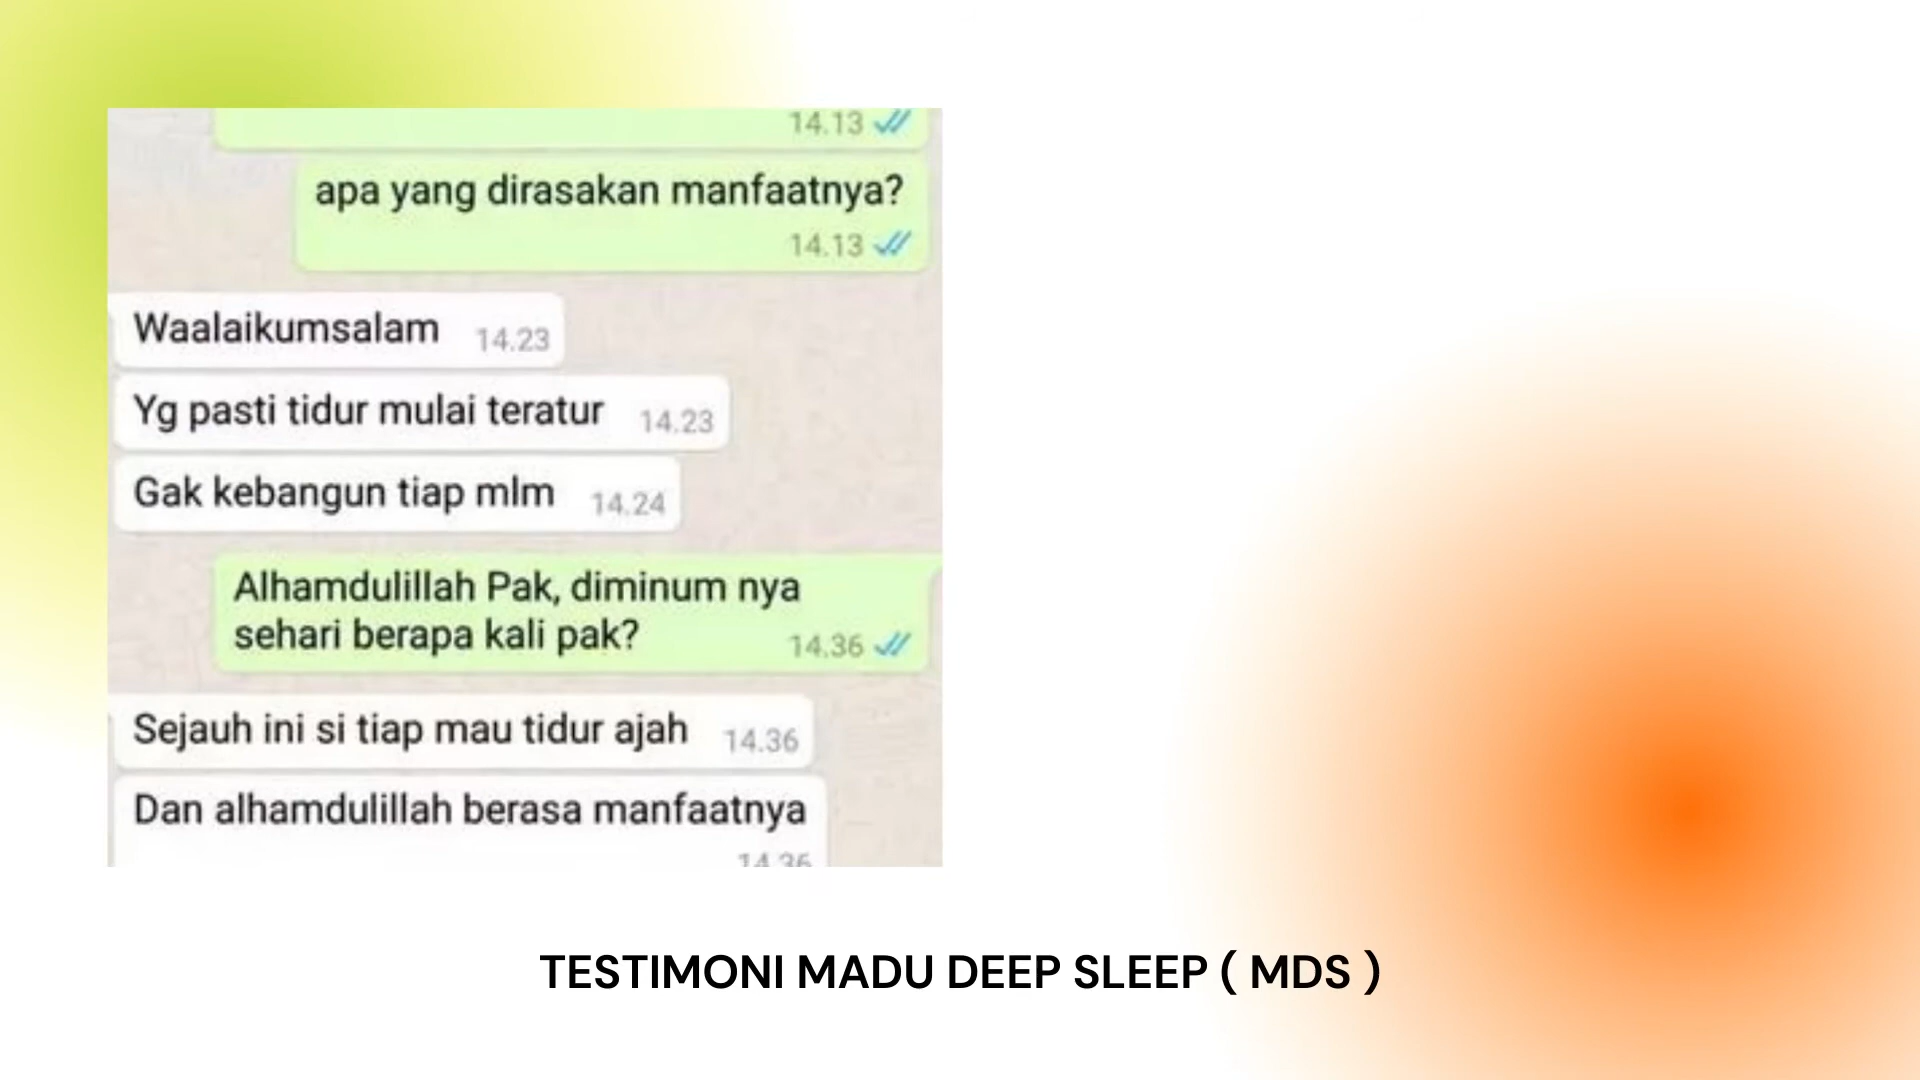 14.13
apa yang dirasakan manfaatnya?
14.13
Waalaikumsalam 14.23
Yg pasti tidur mulai teratur 14.23
Gak kebangun tiap mlm 14.24
Alhamdulillah Pak, diminum nya
sehari berapa kali pak? 14.36
Sejauh ini si tiap mau tidur ajah 14.36
Dan alhamdulillah berasa manfaatnya
14.36
TESTIMONI MADU DEEP SLEEP ( MDS )